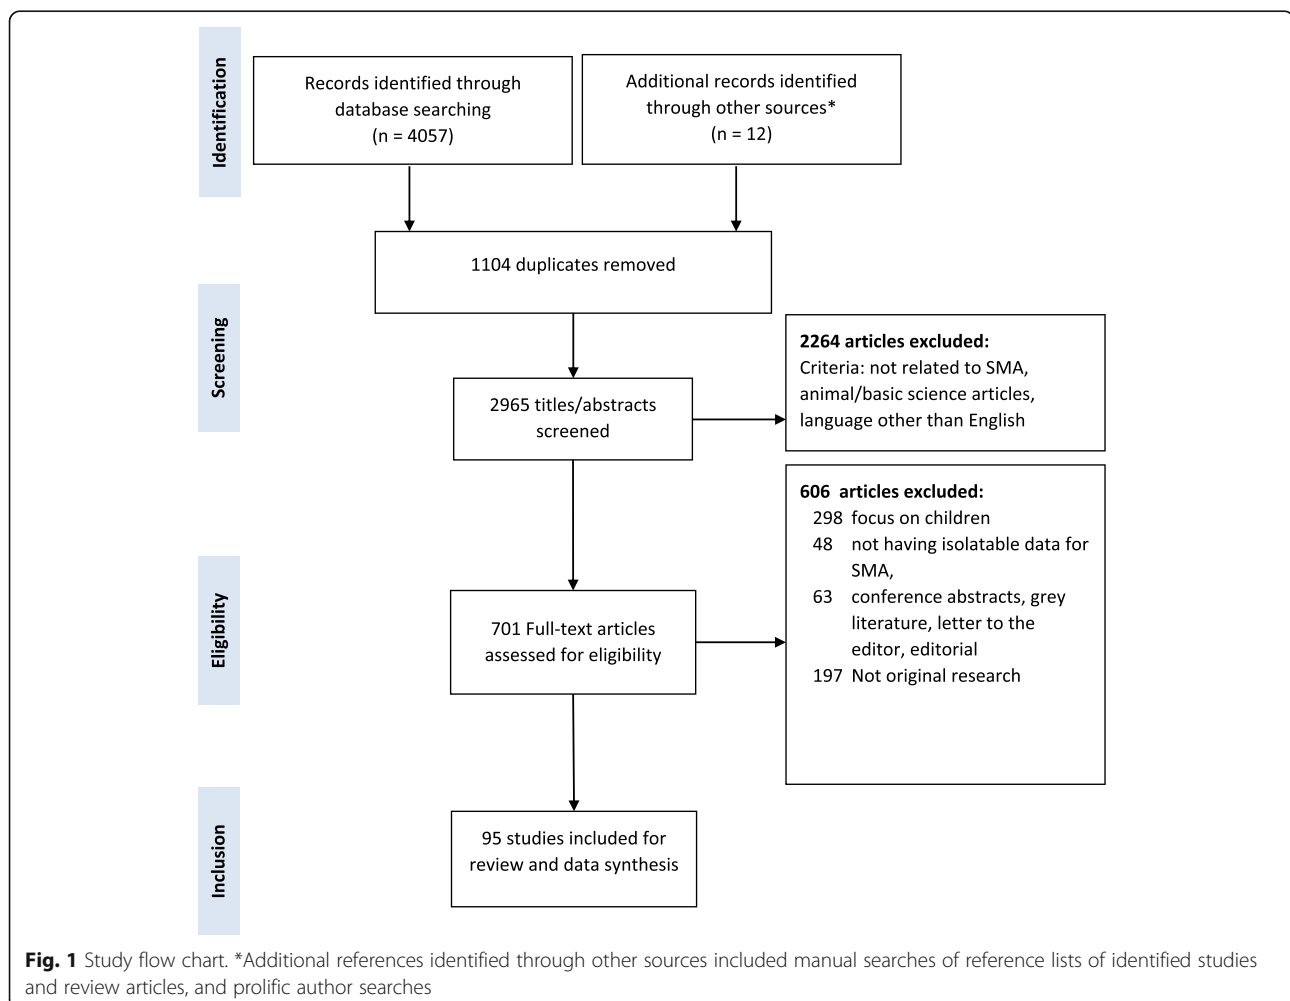 Identification
Records identified through
database searching
(n = 4057)
Additional records identified
through other sources*
(n = 12)
1104 duplicates removed
Screening
2965 titles/abstracts
screened
2264 articles excluded:
Criteria: not related to SMA,
animal/basic science articles,
language other than English
Eligibility
701 Full-text articles
assessed for eligibility
606 articles excluded:
298 focus on children
48 not having isolatable data for
SMA,
63 conference abstracts, grey
literature, letter to the
editor, editorial
197 Not original research
Inclusion
95 studies included for
review and data synthesis
Fig. 1 Study flow chart. *Additional references identified through other sources included manual searches of reference lists of identified studies
and review articles, and prolific author searches